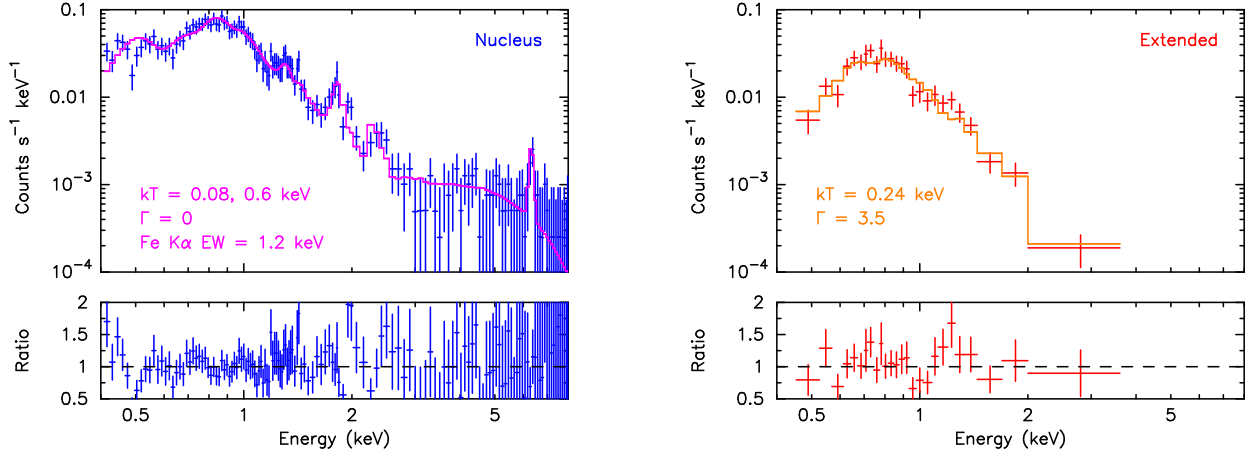 0.1
0.01
10⁻³
10⁻⁴
Counts s⁻¹ keV⁻¹
Nucleus
kT = 0.08, 0.6 keV
Γ = 0
Fe Kα EW = 1.2 keV
2
1.5
1
0.5
Ratio
0.5
1
2
5
Energy (keV)
0.1
0.01
10⁻³
10⁻⁴
Counts s⁻¹ keV⁻¹
Extended
kT = 0.24 keV
Γ = 3.5
2
1.5
1
0.5
Ratio
0.5
1
2
5
Energy (keV)